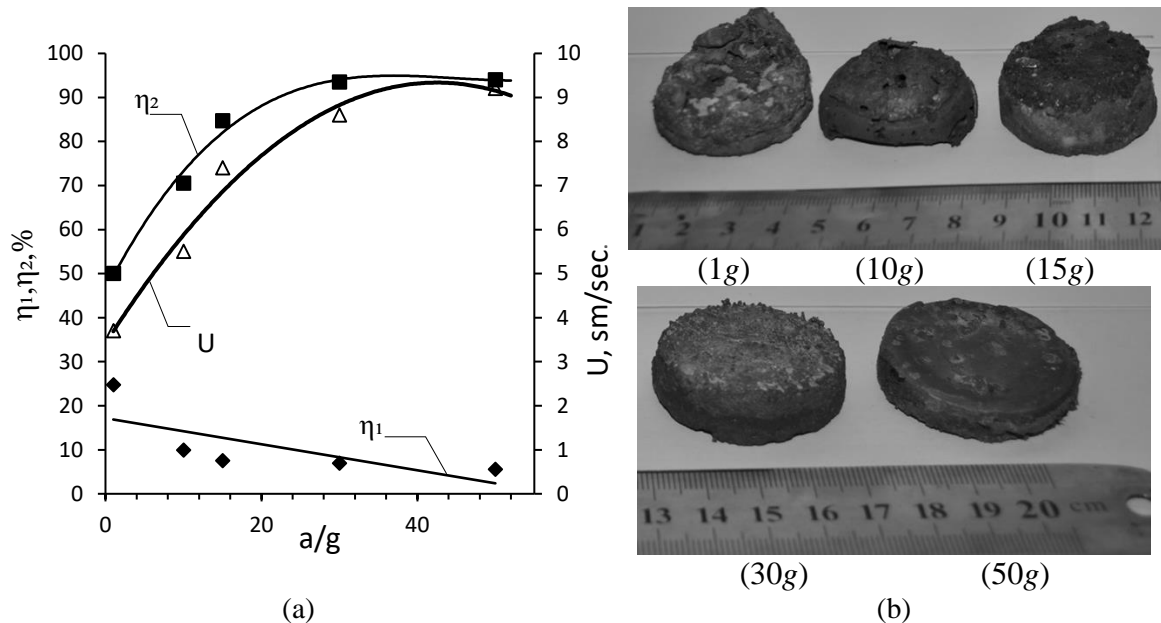 100
90
80
70
60
50
40
30
20
10
0
η1,η2,%
10
9
8
7
6
5
4
3
2
1
0
U, sm/sec.
η2
U
η1
0 20 40
a/g
(a)
1 2 3 4 5 6 7 8 9 10 11 12
(1g) (10g) (15g)
13 14 15 16 17 18 19 20 cm
(30g) (50g)
(b)